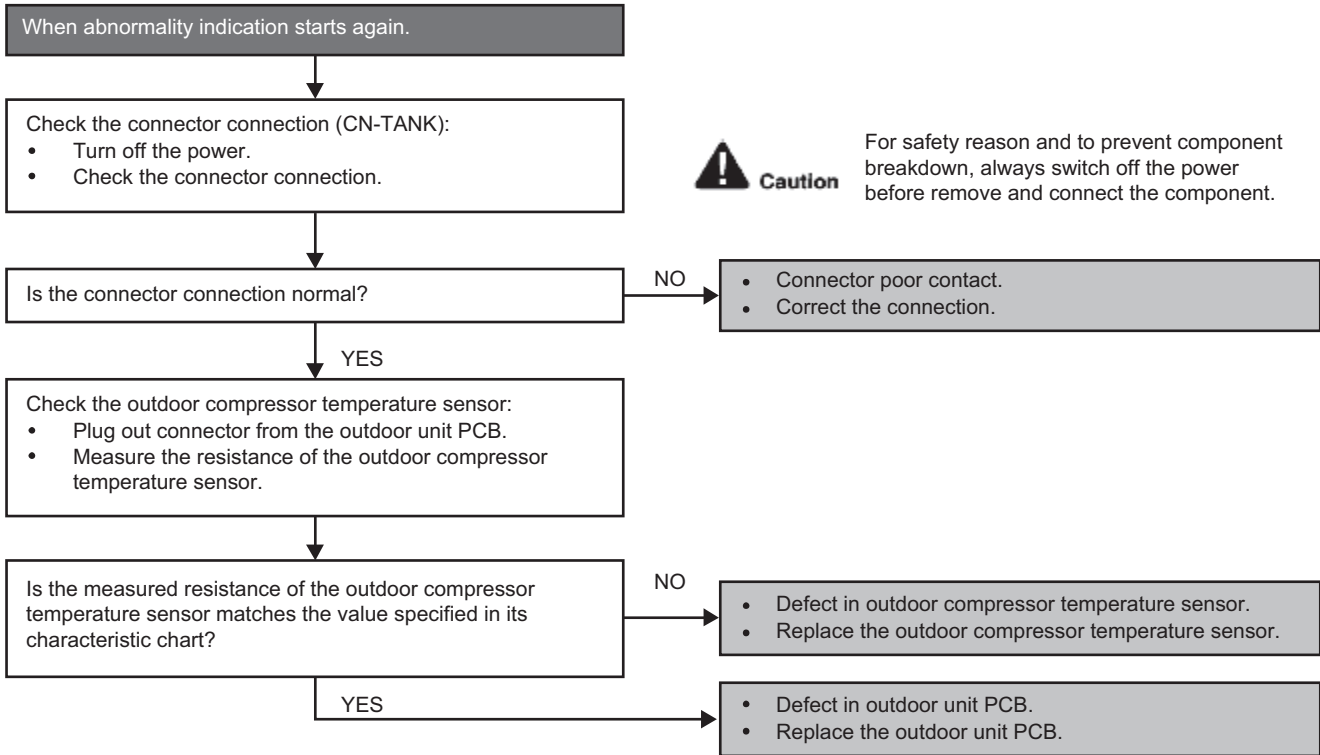 When abnormality indication starts again.
Check the connector connection (CN-TANK):
• Turn off the power.
• Check the connector connection.
Caution
For safety reason and to prevent component
breakdown, always switch off the power
before remove and connect the component.
Is the connector connection normal?
NO
• Connector poor contact.
• Correct the connection.
YES
Check the outdoor compressor temperature sensor:
• Plug out connector from the outdoor unit PCB.
• Measure the resistance of the outdoor compressor
temperature sensor.
Is the measured resistance of the outdoor compressor
temperature sensor matches the value specified in its
characteristic chart?
NO
• Defect in outdoor compressor temperature sensor.
• Replace the outdoor compressor temperature sensor.
YES
• Defect in outdoor unit PCB.
• Replace the outdoor unit PCB.